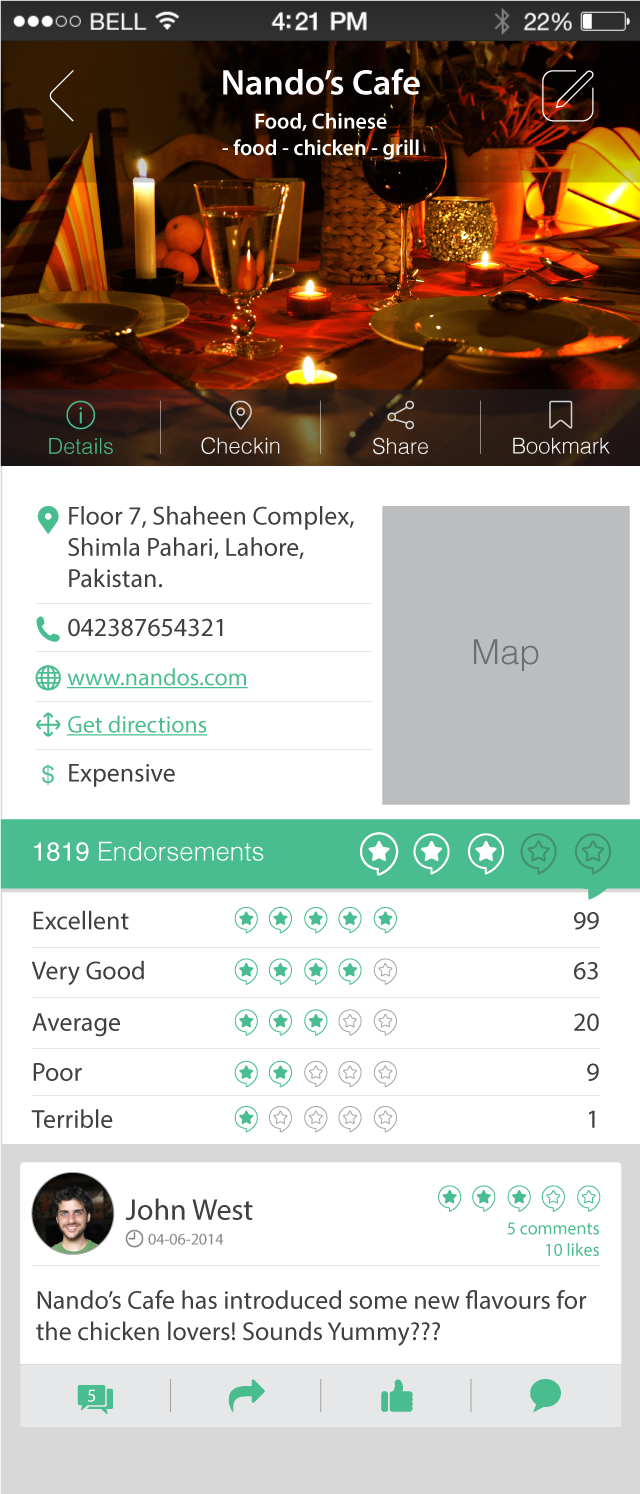 BELL 4:21 PM 22%
Nando's Cafe
Food, Chinese
- food - chicken - grill
Details Checkin Share Bookmark
Floor 7, Shaheen Complex,
Shimla Pahari, Lahore,
Pakistan.
Map
042387654321
www.nandos.com
Get directions
$ Expensive
1819 Endorsements
Excellent 99
Very Good 63
Average 20
Poor 9
Terrible 1
John West
04-06-2014
5 comments
10 likes
Nando's Cafe has introduced some new flavours for
the chicken lovers! Sounds Yummy???
5